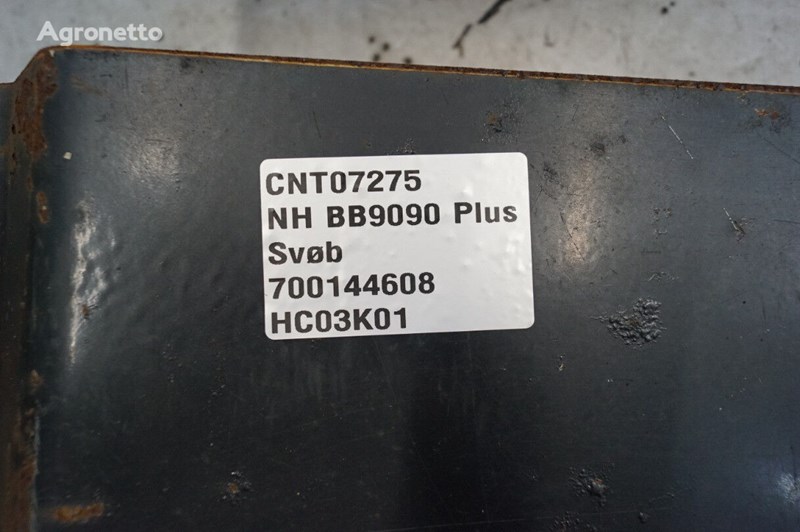 Agronetto
CNT07275
NH BB9090 Plus
Svøb
700144608
HC03K01